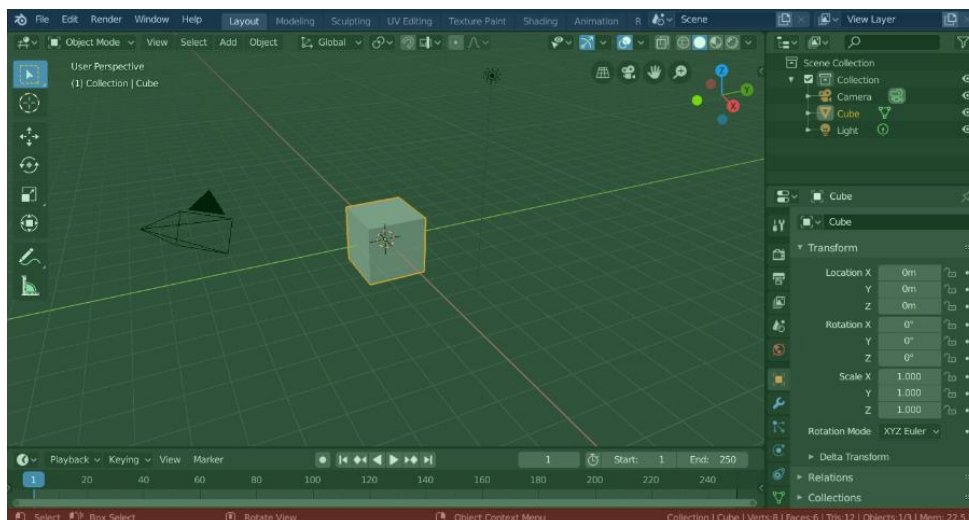 File Edit Render Window Help Layout Modeling Sculpting UV Editing Texture Paint Shading Animation R Scene View Layer
Object Mode View Select Add Object Global
User Perspective
(1) Collection | Cube
Z
Y
X
Scene Collection
Collection
Camera
Cube
Light
Cube
Cube
Transform
Location X 0m
Y 0m
Z 0m
Rotation X 0°
Y 0°
Z 0°
Scale X 1.000
Y 1.000
Z 1.000
Rotation Mode XYZ Euler
Delta Transform
Relations
Collections
Playback Keying View Marker 1 Start: 1 End: 250
1 20 40 60 80 100 120 140 160 180 200 220 240
Select Box Select Rotate View Object Context Menu Collection | Cube | Verts:8 | Faces:6 | Tris:12 | Objects:1/3 | Mem: 22.5